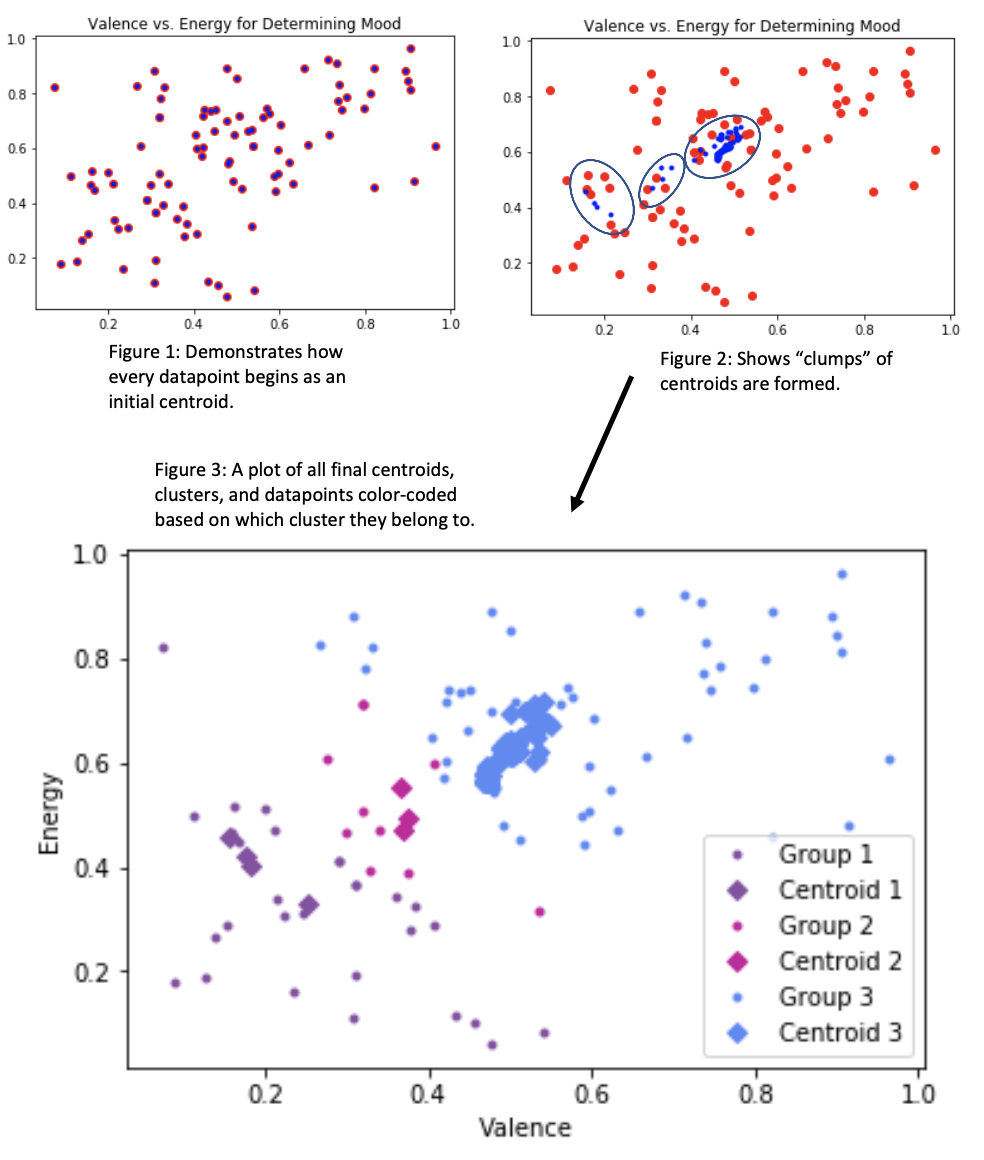 Valence vs. Energy for Determining Mood
1.0
0.8
0.6
0.4
0.2
0.2 0.4 0.6 0.8 1.0
Valence vs. Energy for Determining Mood
1.0
0.8
0.6
0.4
0.2
0.2 0.4 0.6 0.8 1.0
Figure 1: Demonstrates how
every datapoint begins as an
initial centroid.
Figure 2: Shows “clumps” of
centroids are formed.
Figure 3: A plot of all final centroids,
clusters, and datapoints color-coded
based on which cluster they belong to.
1.0
0.8
0.6
0.4
0.2
Energy
Group 1
Centroid 1
Group 2
Centroid 2
Group 3
Centroid 3
0.2 0.4 0.6 0.8 1.0
Valence